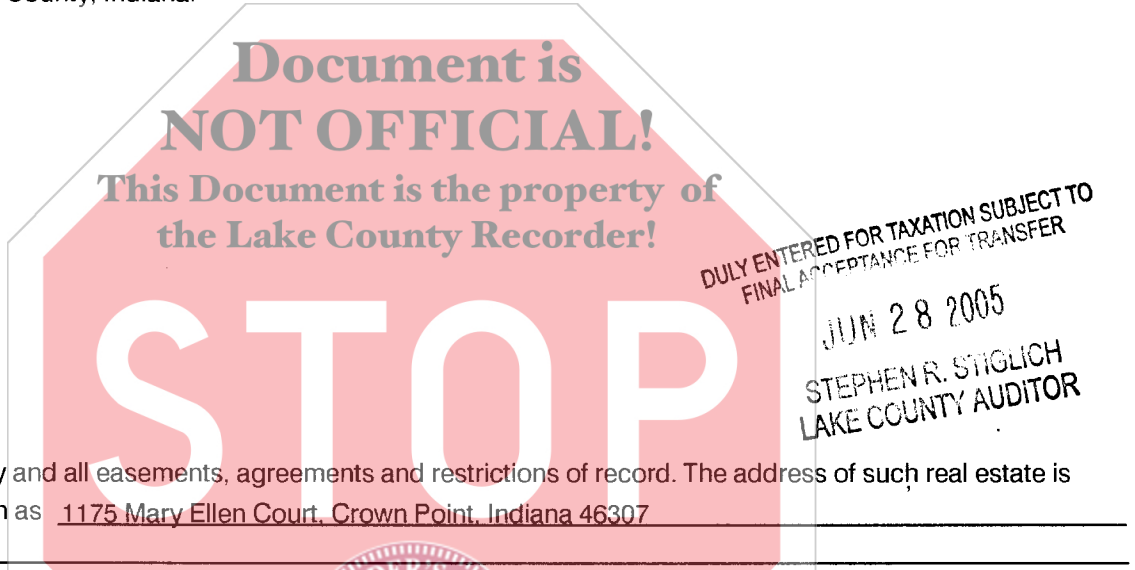 County, Indiana.
Document is
NOT OFFICIAL!
This Document is the property of
the Lake County Recorder!
DULY ENTERED FOR TAXATION SUBJECT TO
FINAL ACCEPTANCE FOR TRANSFER
JUN 28 2005
STEPHEN R. STIGLICH
LAKE COUNTY AUDITOR
STOP
and all easements, agreements and restrictions of record. The address of such real estate is
as 1175 Mary Ellen Court, Crown Point, Indiana 46307